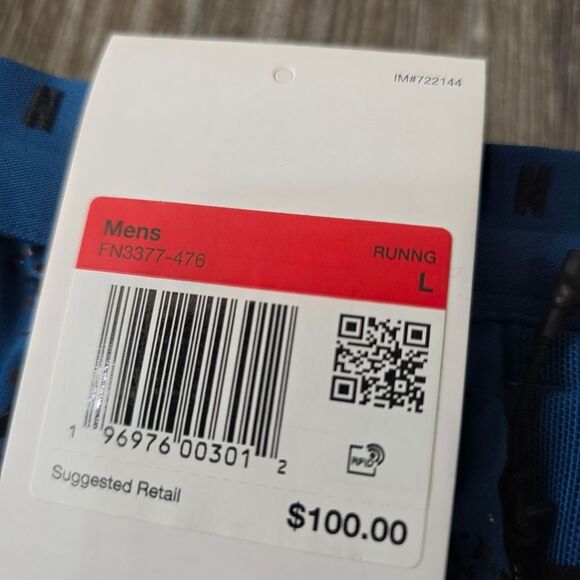 IM#722144
Mens
FN3377-476
RUNNG
L
1 96976 00301 2
RFID
Suggested Retail
$100.00